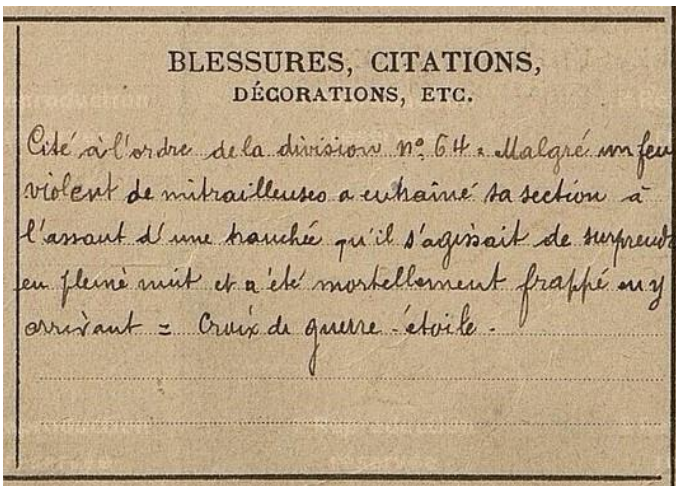 BLESSURES, CITATIONS,
DÉCORATIONS, ETC.
Cité à l'ordre de la division nº 64. Malgré un feu
violent de mitrailleuses a entraîné sa section à
l'assaut d'une tranchée qu'il s'agissait de surprendre
en pleine nuit et a été mortellement frappé en y
arrivant = Croix de guerre - étoile -